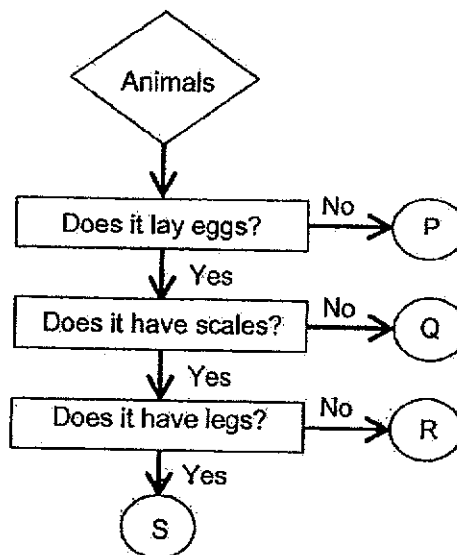 Animals
Does it lay eggs?
No
P
Yes
Does it have scales?
No
Q
Yes
Does it have legs?
No
R
Yes
S